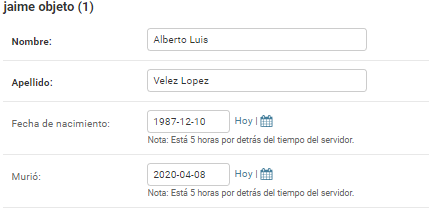 jaime objeto (1)
Nombre: Alberto Luis
Apellido: Velez Lopez
Fecha de nacimiento: 1987-12-10 Hoy |
Nota: Está 5 horas por detrás del tiempo del servidor.
Murió: 2020-04-08 Hoy |
Nota: Está 5 horas por detrás del tiempo del servidor.